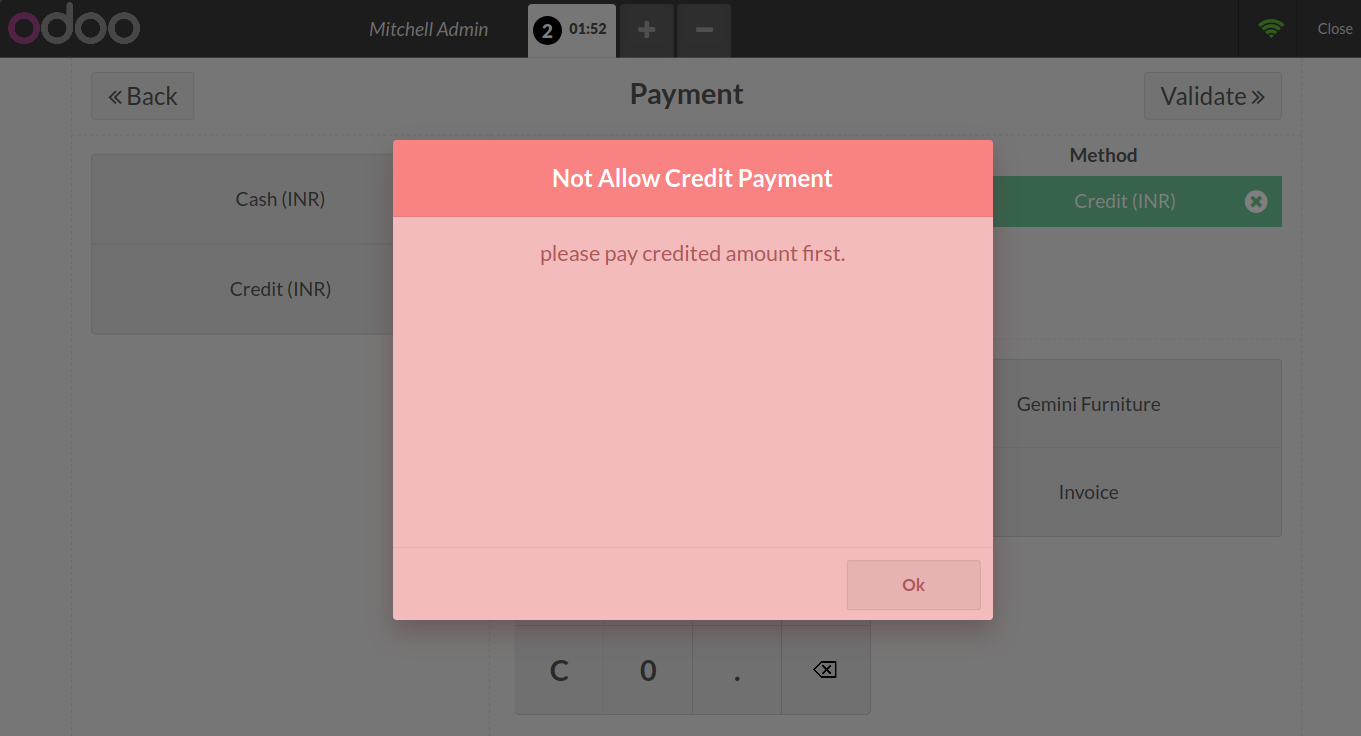 odoo
Mitchell Admin
2 01:52
Close
Back
Payment
Validate
Not Allow Credit Payment
please pay credited amount first.
Ok
Cash (INR)
Credit (INR)
Method
Credit (INR)
Gemini Furniture
Invoice
C 0 .